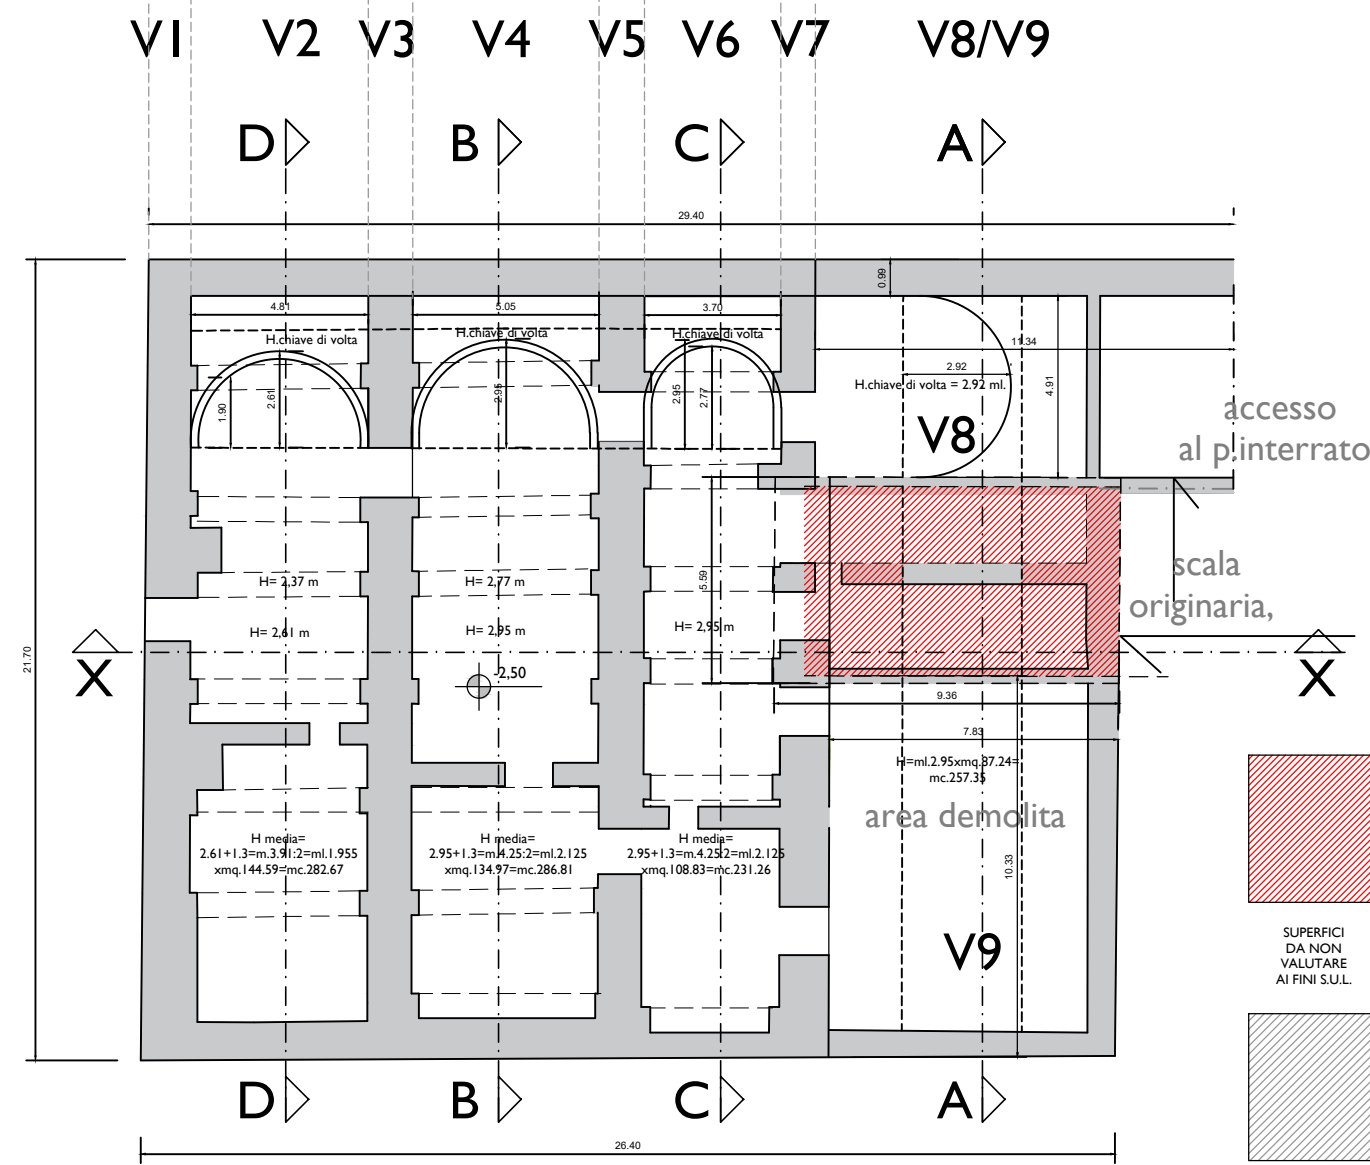 V1 V2 V3 V4 V5 V6 V7 V8/V9
D B C A
29.40
0.99
4.81 5.05 3.70
H.chiave di volta H.chiave di volta H.chiave di volta
11.34
2.92
H.chiave di volta = 2.92 ml.
1.90 2.61 2.95 2.95 2.77 4.91
V8
accesso
al p.interrato
scala
originaria,
H= 2,37 m H= 2,77 m
5.59
H= 2,61 m H= 2,95 m H= 2,95 m
21.70
X X
-2,50
9.36
7.83
H=ml.2.95xmq.87.24=
mc.257.35
area demolita
H media=
2.61+1.3=m.3.91:2=ml.1.955
xmq.144.59=mc.282.67
H media=
2.95+1.3=m.4.25:2=ml.2.125
xmq.134.97=mc.286.81
H media=
2.95+1.3=m.4.25:2=ml.2.125
xmq.108.83=mc.231.26
10.33
V9
SUPERFICI
DA NON
VALUTARE
AI FINI S.U.L.
D B C A
26.40